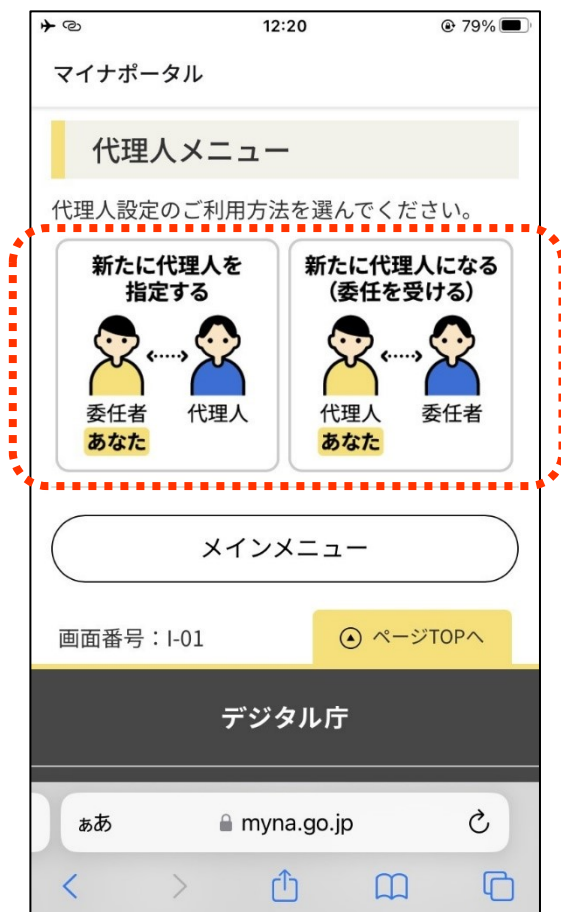 12:20
79%
マイナポータル
代理人メニュー
代理人設定のご利用方法を選んでください。
新たに代理人を
指定する
委任者
代理人
あなた
新たに代理人になる
(委任を受ける)
代理人
委任者
あなた
メインメニュー
画面番号：I-01
ページTOPへ
デジタル庁
ぁあ
myna.go.jp